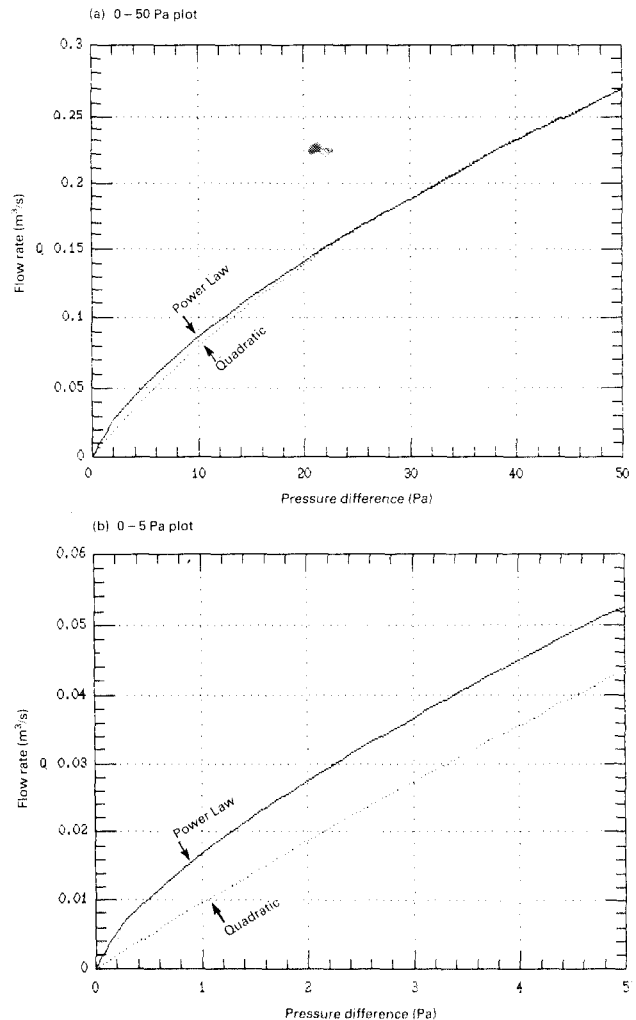 (a) 0–50 Pa plot
0.3
0.25
0.2
Flow rate (m³/s)
Q
0.15
0.1
0.05
0
Power Law
Quadratic
0 10 20 30 40 50
Pressure difference (Pa)
(b) 0–5 Pa plot
0.06
0.05
0.04
Flow rate (m³/s)
Q
0.03
0.02
0.01
0
Power Law
Quadratic
0 1 2 3 4 5
Pressure difference (Pa)